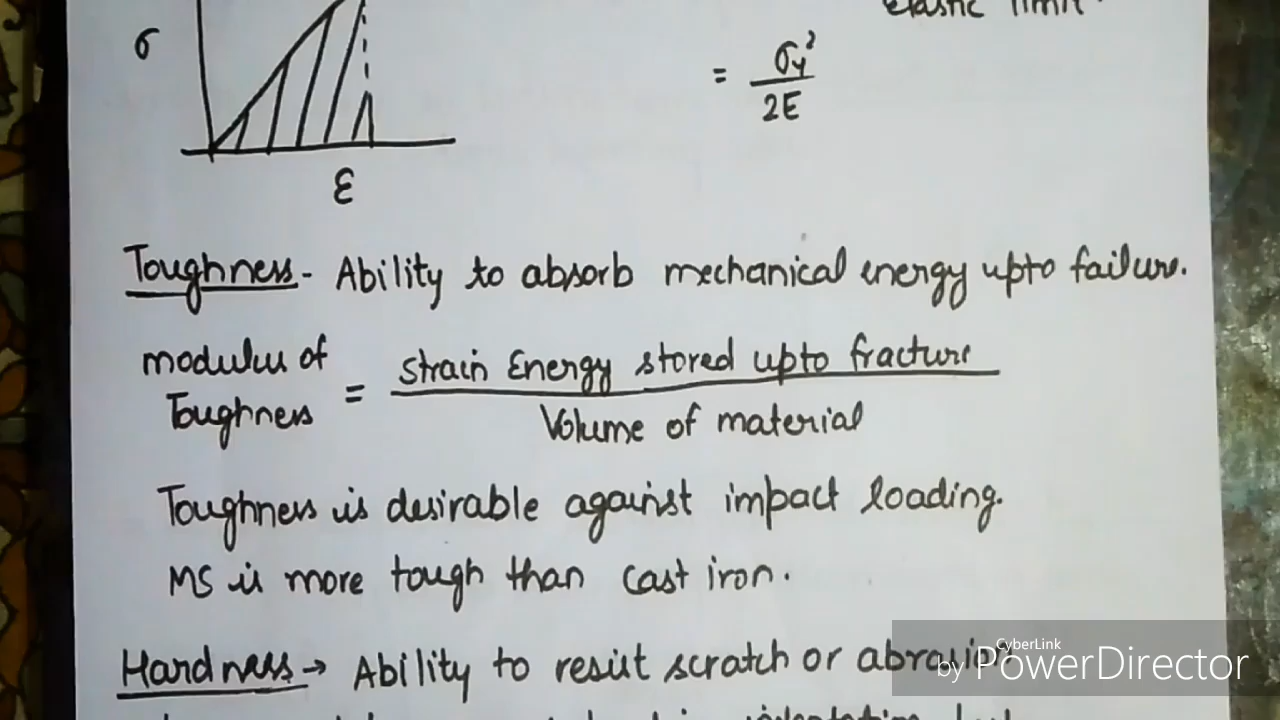 elastic limit.
σ
= σy²
2E
ε
Toughness - Ability to absorb mechanical energy upto failure.
modulus of Toughness = Strain Energy stored upto fracture
Volume of material
Toughness is desirable against impact loading.
MS is more tough than cast iron.
Hardness → Ability to resist scratch or
CyberLink
by PowerDirector